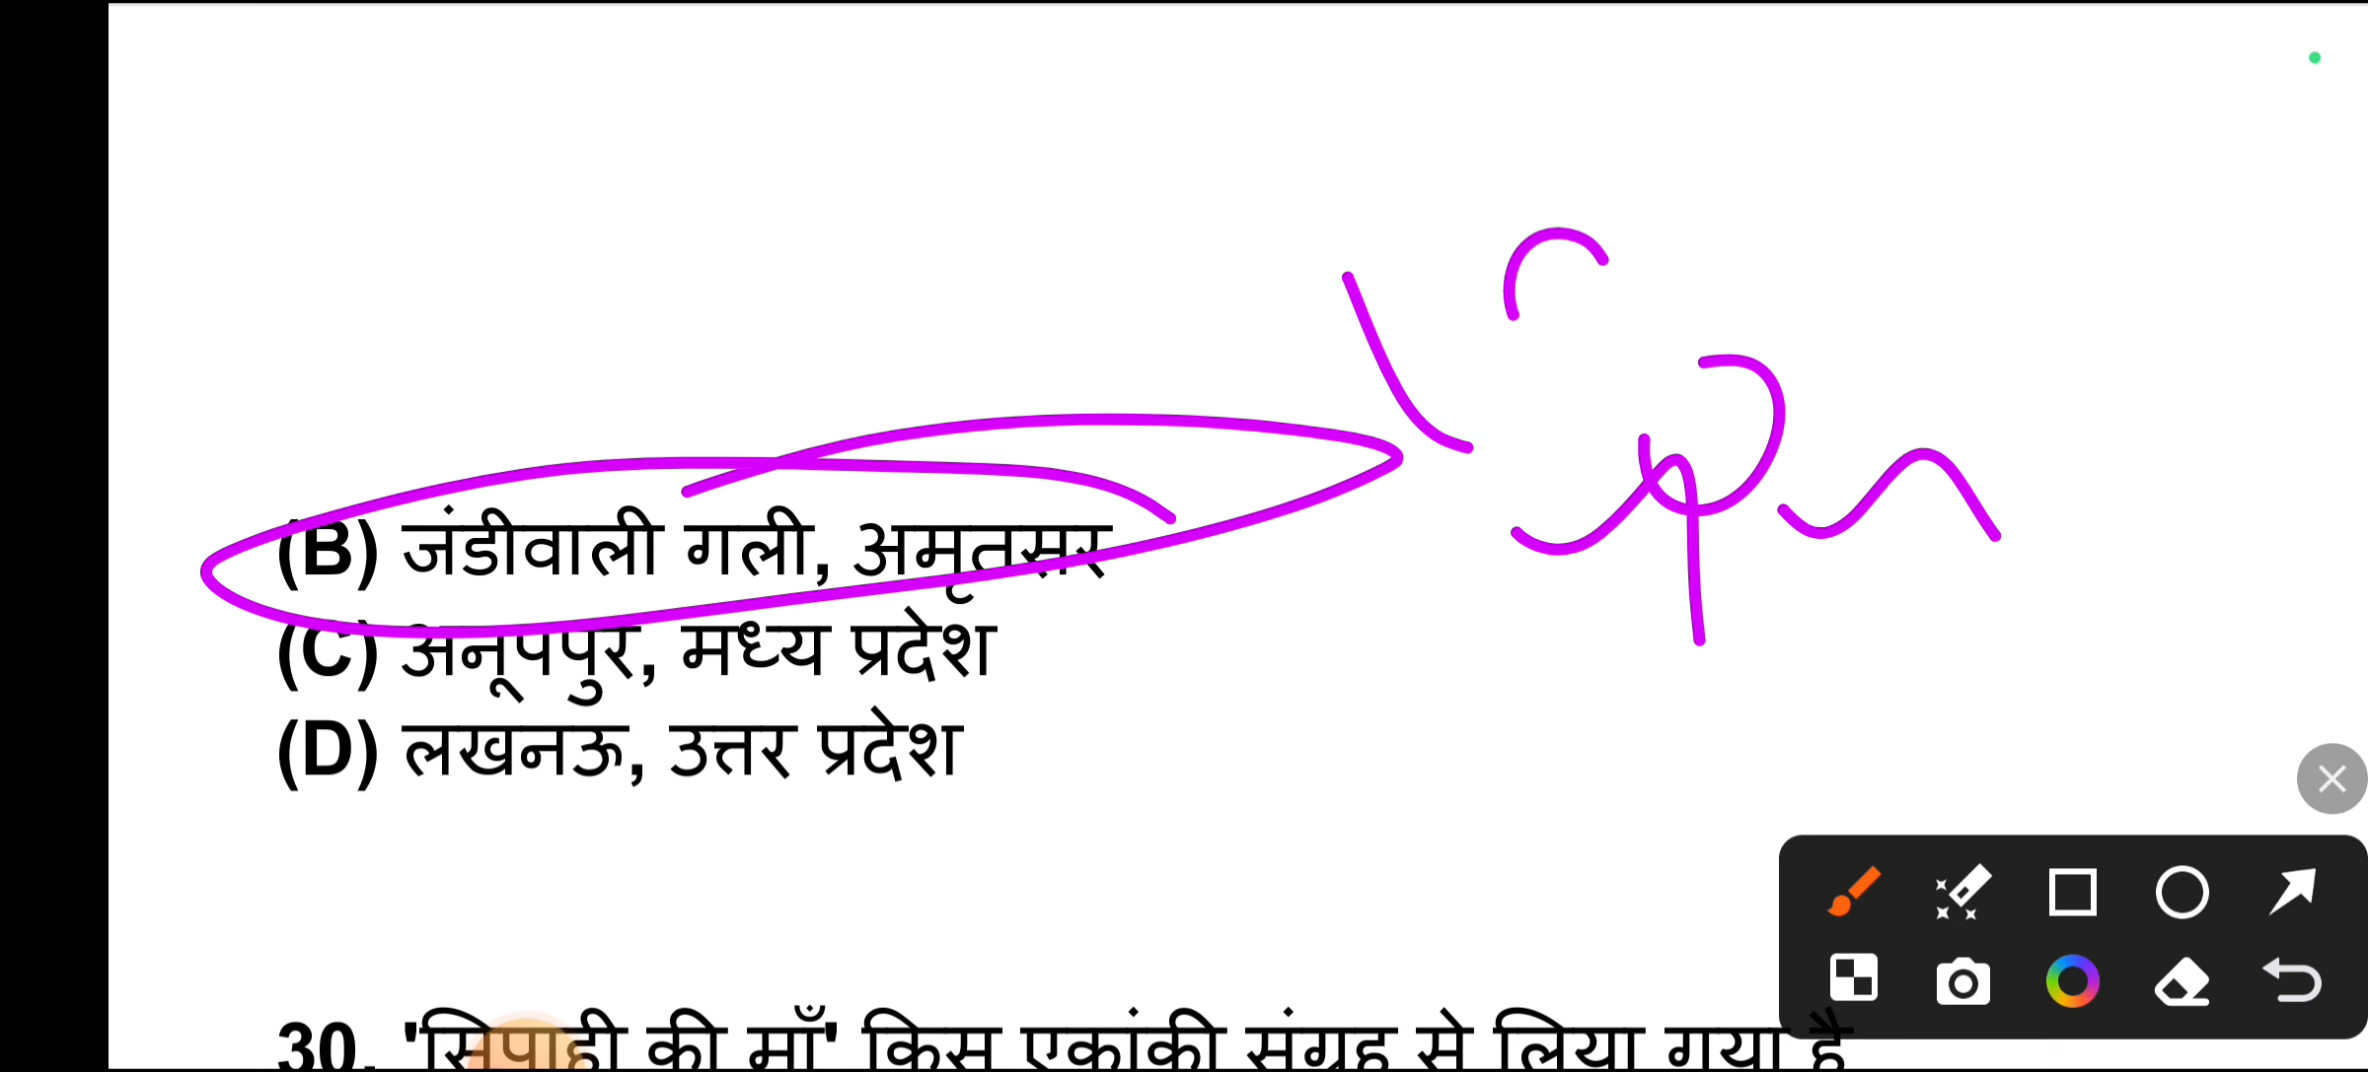 (B) जंडीवाली गली, अमृतसर
(C) अनूपपुर, मध्य प्रदेश
(D) लखनऊ, उत्तर प्रदेश
30. 'सिपाही की माँ' किस एकांकी संग्रह से लिया गया है